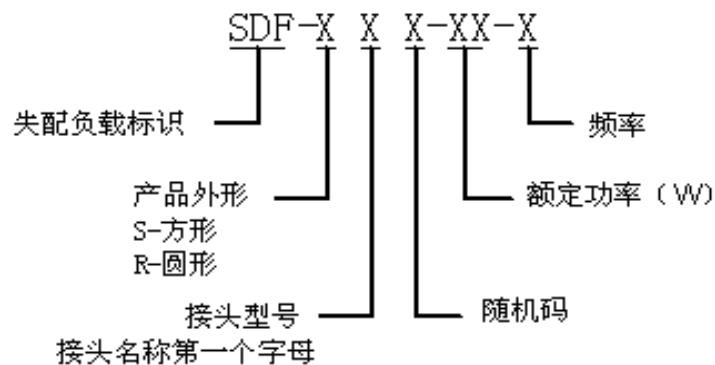 SDF-X X X-XX-X
失配负载标识
频率
产品外形
S-方形
R-圆形
额定功率（W）
接头型号
接头名称第一个字母
随机码